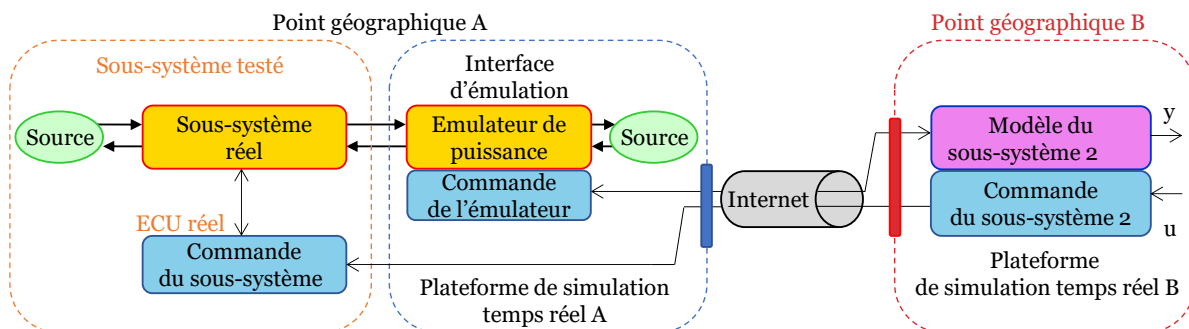 Point géographique A
Point géographique B
Sous-système testé
Interface
d'émulation
Source
Sous-système
réel
Emulateur de
puissance
Source
Modèle du
sous-système 2
y
Commande
de l'émulateur
Internet
Commande
du sous-système 2
u
ECU réel
Commande
du sous-système
Plateforme de simulation
temps réel A
Plateforme
de simulation temps réel B